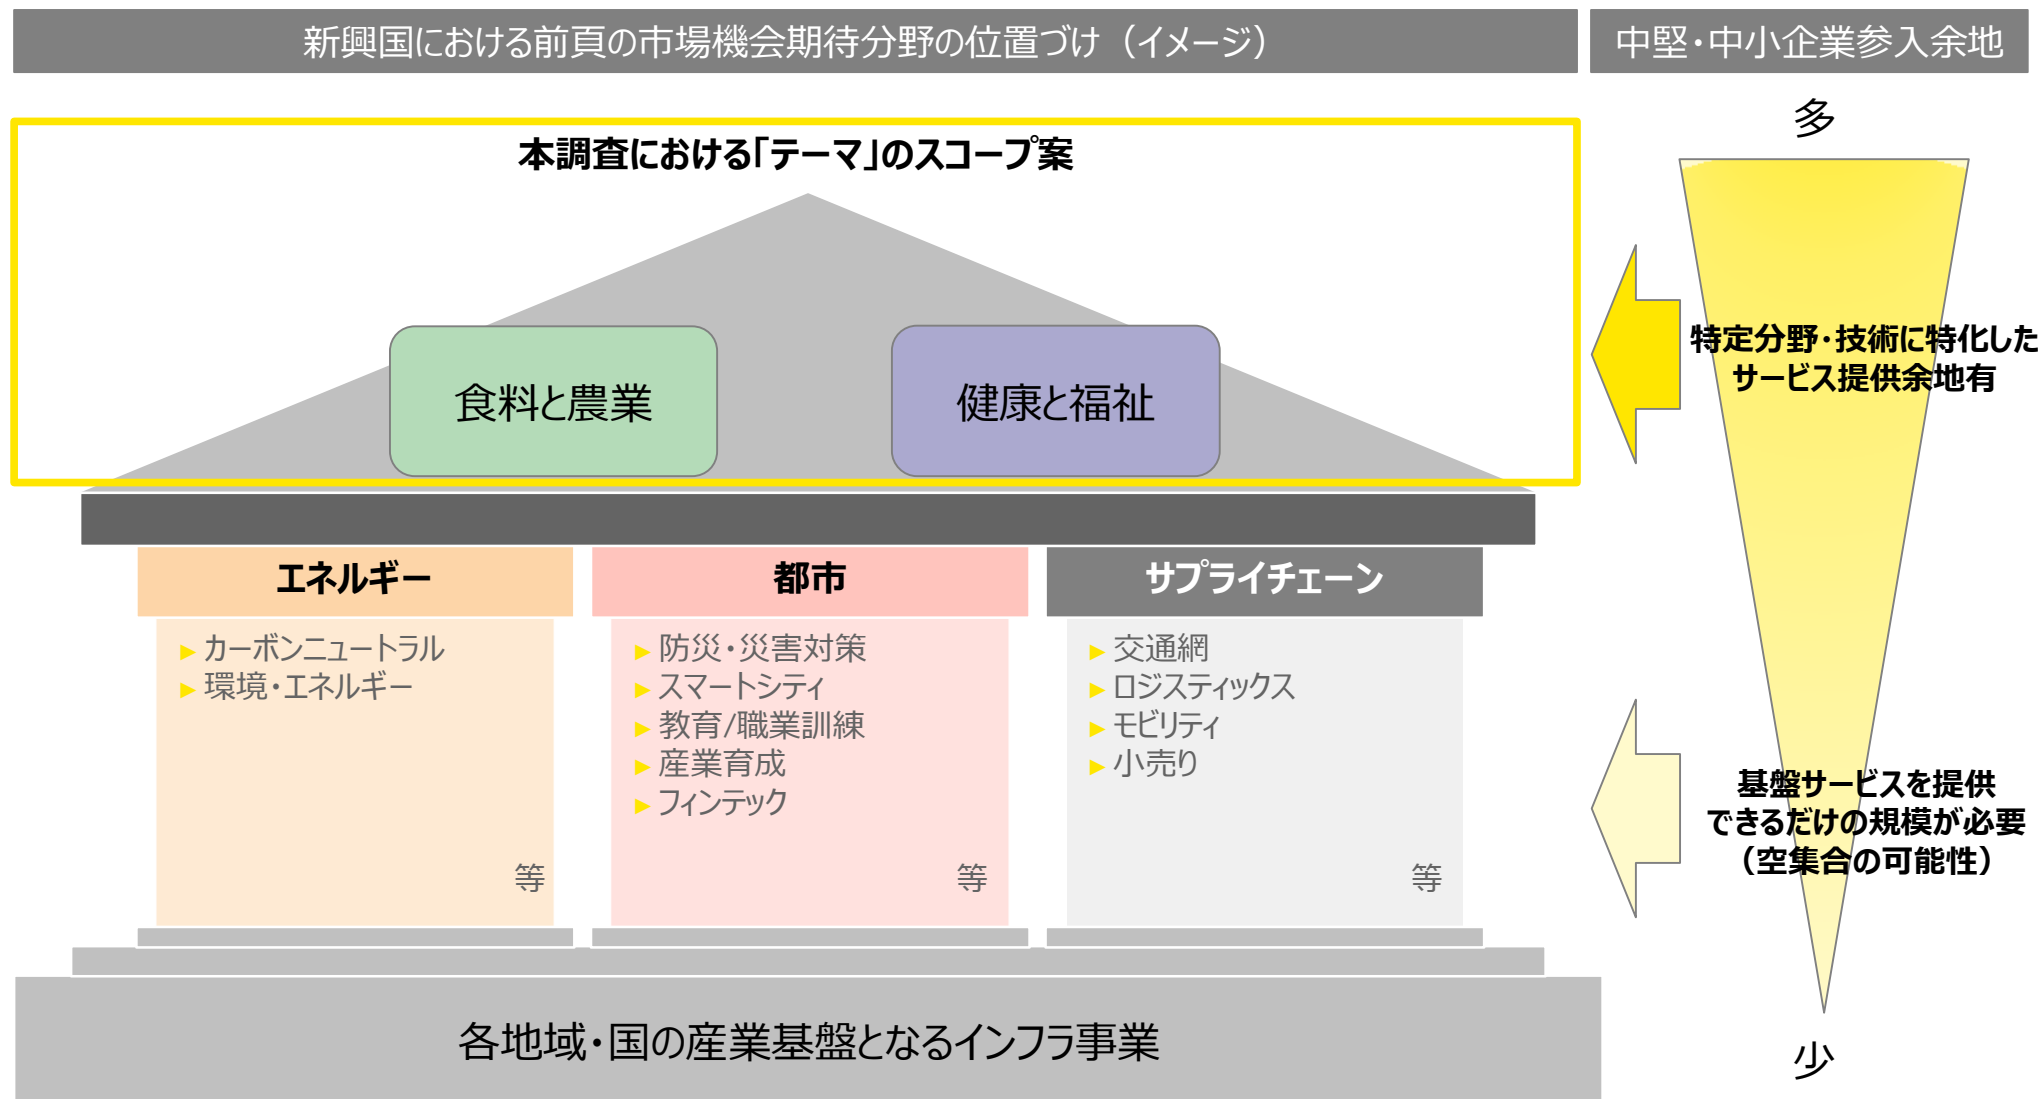 新興国における前頁の市場機会期待分野の位置づけ（イメージ）
中堅・中小企業参入余地
多
本調査における「テーマ」のスコープ案
食料と農業
健康と福祉
特定分野・技術に特化した
サービス提供余地有
エネルギー
► カーボンニュートラル
► 環境・エネルギー
等
都市
► 防災・災害対策
► スマートシティ
► 教育/職業訓練
► 産業育成
► フィンテック
等
サプライチェーン
► 交通網
► ロジスティックス
► モビリティ
► 小売り
等
基盤サービスを提供
できるだけの規模が必要
（空集合の可能性）
各地域・国の産業基盤となるインフラ事業
少